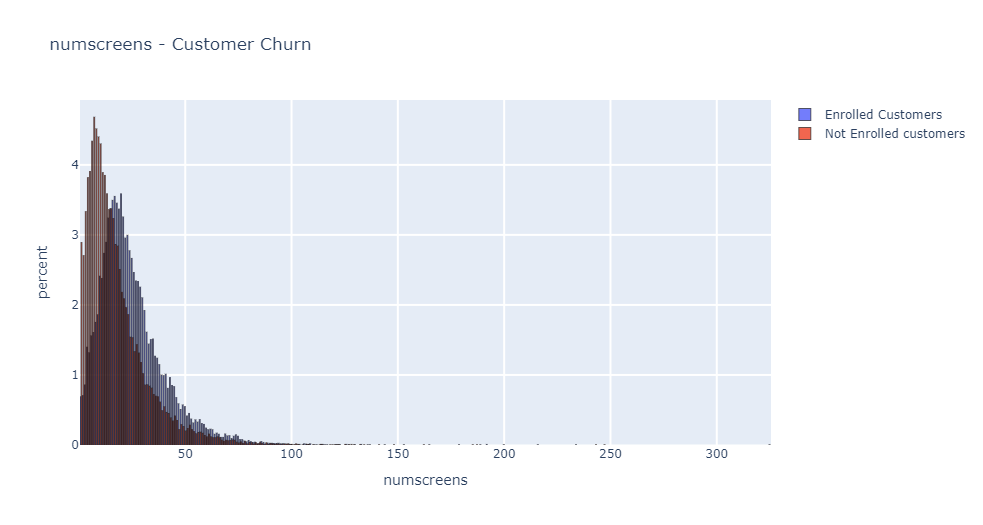 numscreens - Customer Churn
Enrolled Customers
Not Enrolled customers
percent
4
3
2
1
0
50
100
150
200
250
300
numscreens